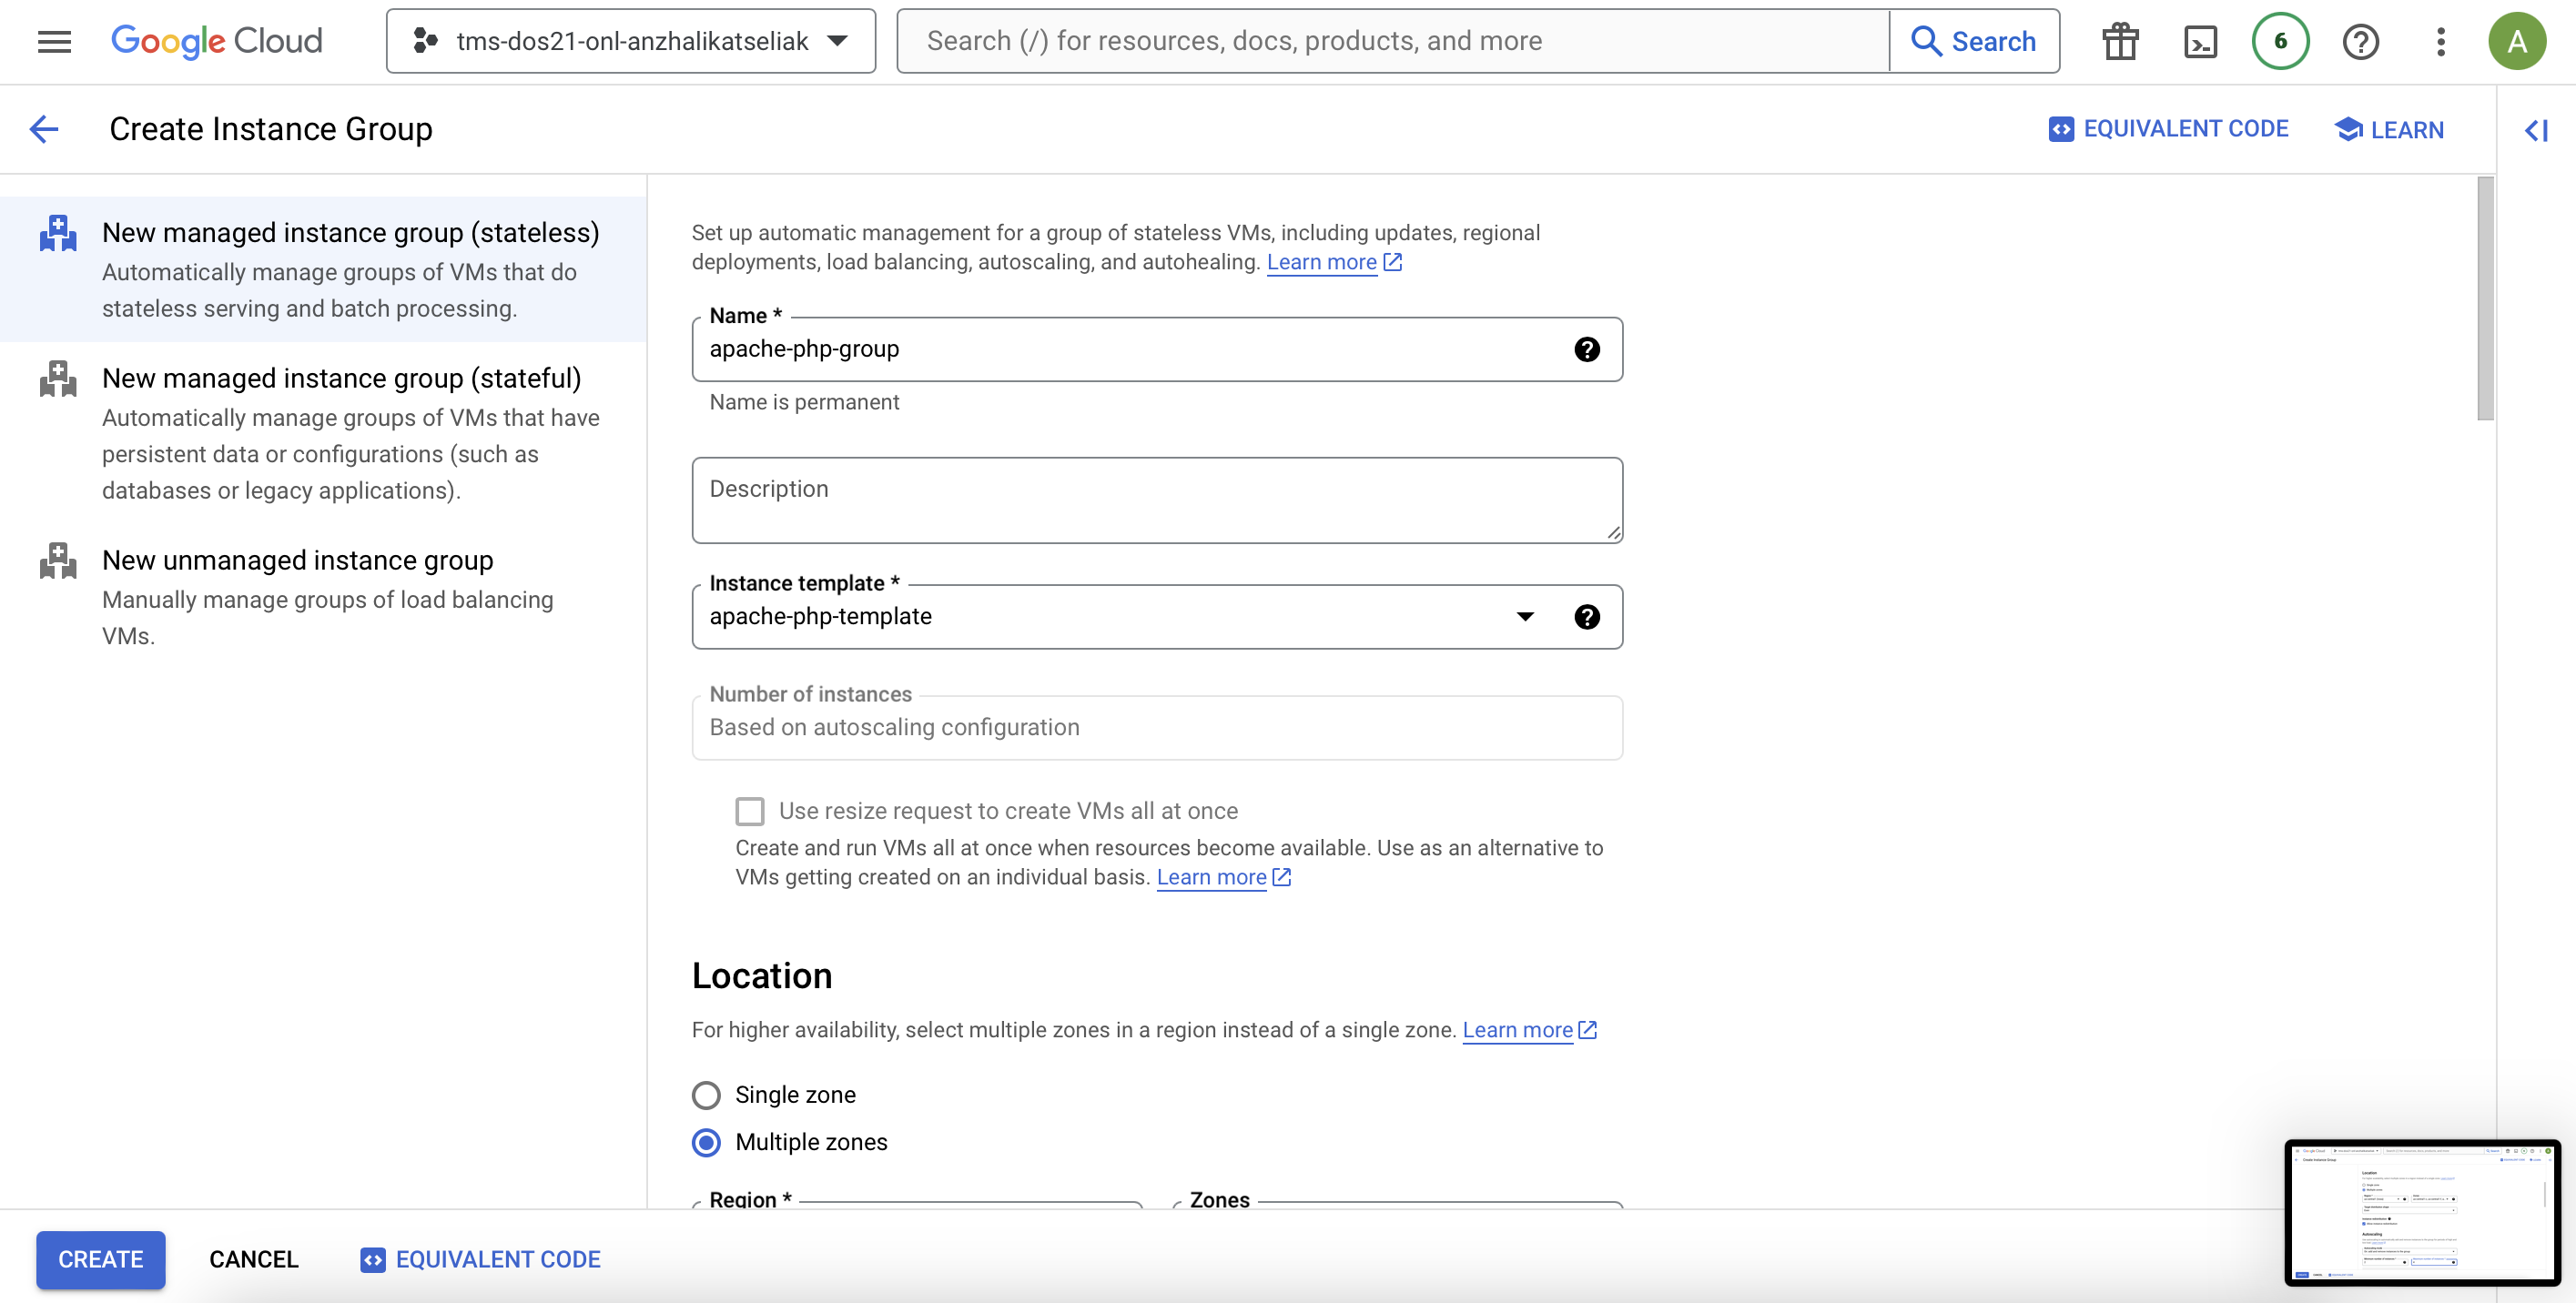 Google Cloud
tms-dos21-onl-anzhalikatseliak
Search (/) for resources, docs, products, and more
Search
6
A
Create Instance Group
EQUIVALENT CODE
LEARN
New managed instance group (stateless)
Automatically manage groups of VMs that do
stateless serving and batch processing.
New managed instance group (stateful)
Automatically manage groups of VMs that have
persistent data or configurations (such as
databases or legacy applications).
New unmanaged instance group
Manually manage groups of load balancing
VMs.
Set up automatic management for a group of stateless VMs, including updates, regional
deployments, load balancing, autoscaling, and autohealing. Learn more
Name *
apache-php-group
Name is permanent
Description
Instance template *
apache-php-template
Number of instances
Based on autoscaling configuration
Use resize request to create VMs all at once
Create and run VMs all at once when resources become available. Use as an alternative to
VMs getting created on an individual basis. Learn more
Location
For higher availability, select multiple zones in a region instead of a single zone. Learn more
Single zone
Multiple zones
Region *
Zones
CREATE
CANCEL
EQUIVALENT CODE